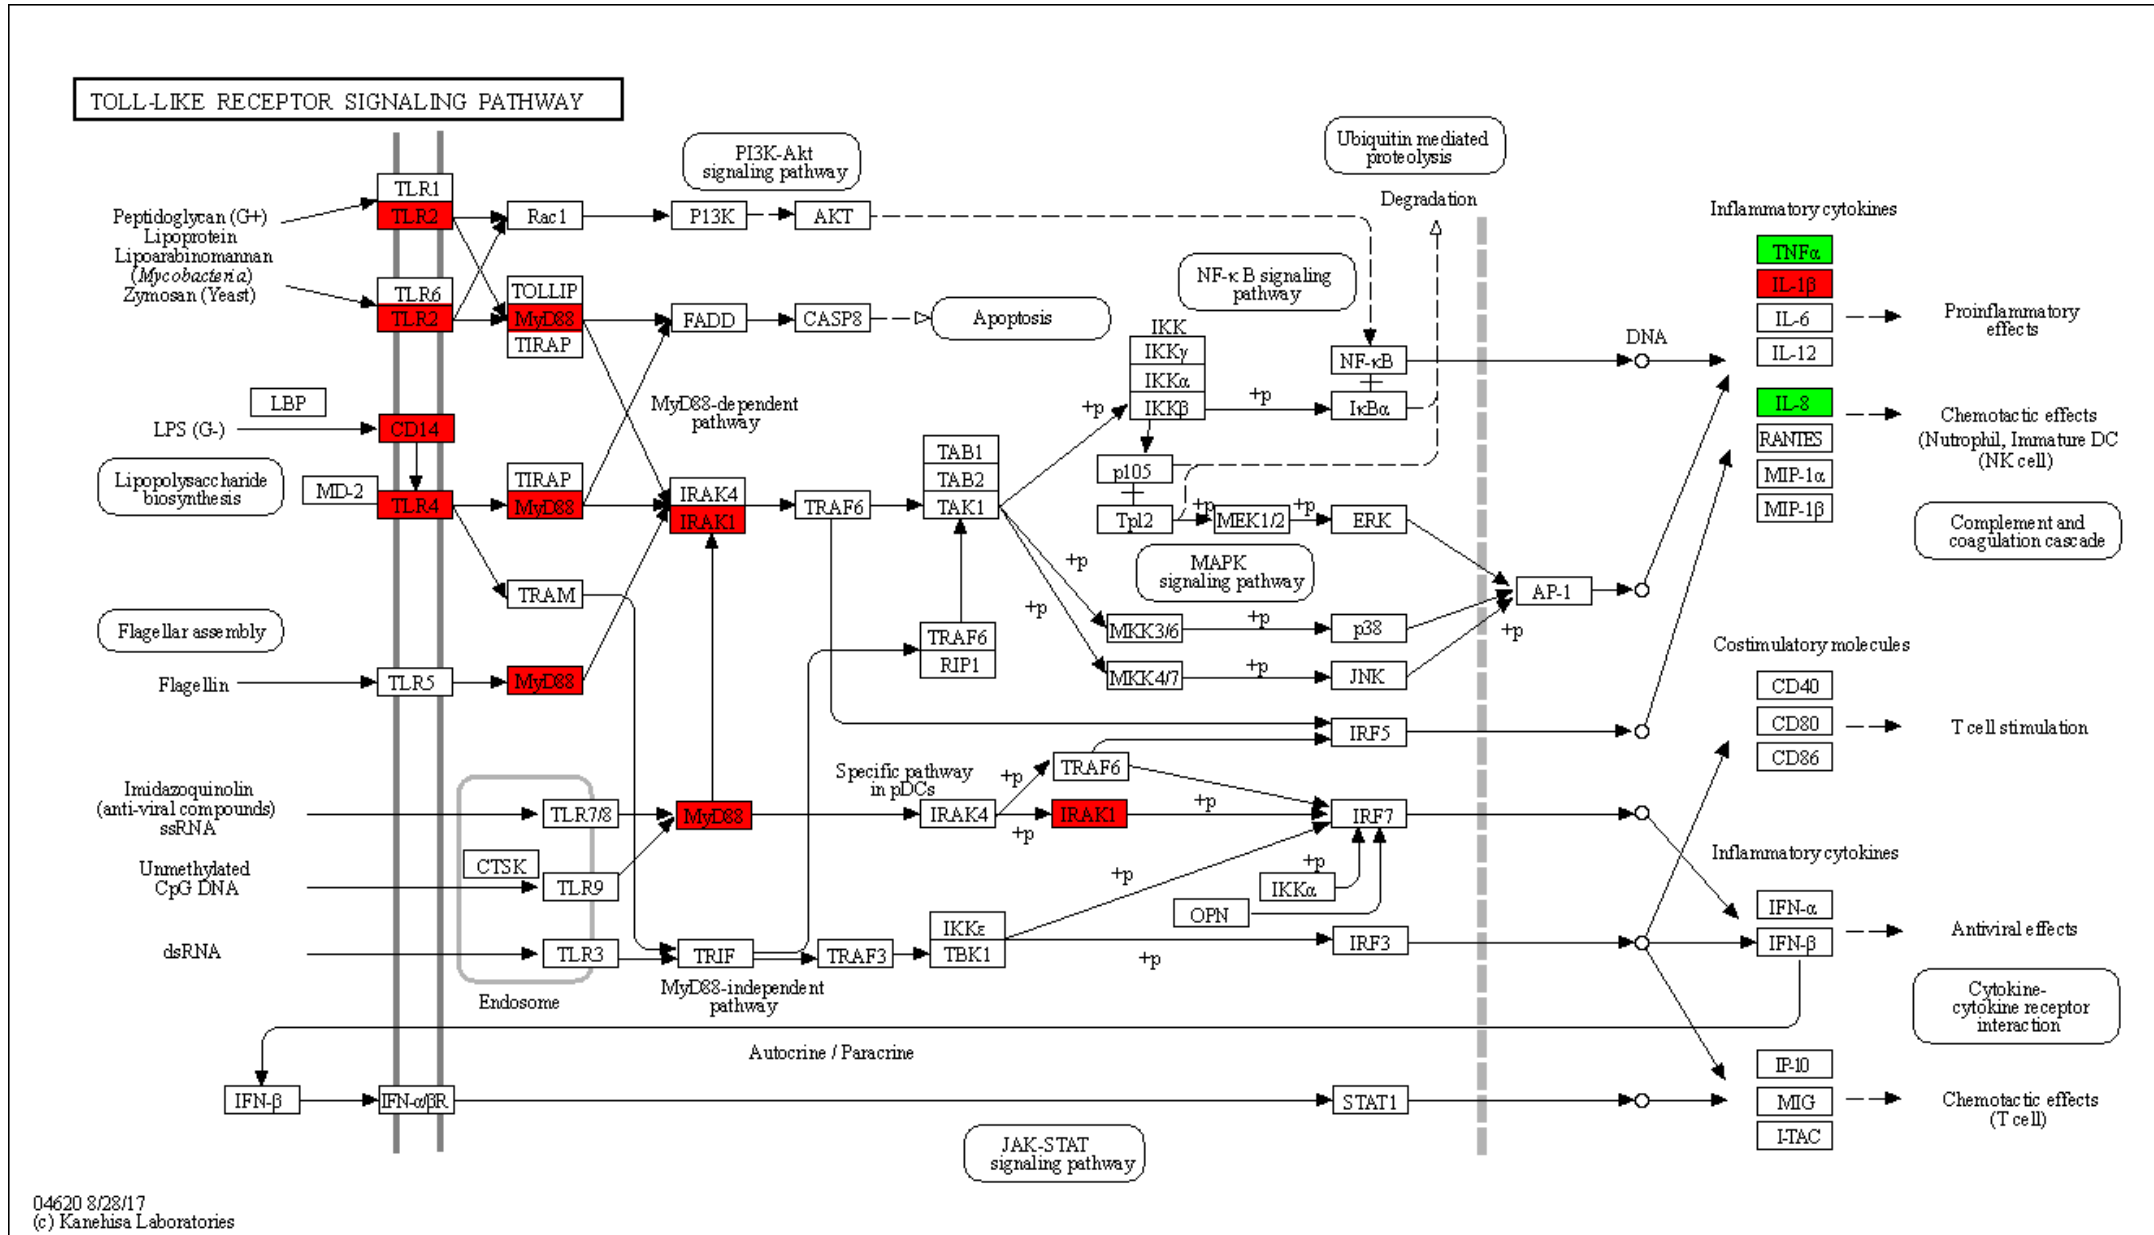 TOLL-LIKE RECEPTOR SIGNALING PATHWAY
PI3K-Akt
signaling pathway
Ubiquitin mediated
proteolysis
Degradation
Inflammatory cytokines
TLR1
TLR2
Peptidoglycan (G+)
Lipoprotein
Lipoarabinomannan
(Mycobacteria)
Zymosan (Yeast)
Rac1
P13K
AKT
TNFα
IL-1β
IL-6
IL-12
Proinflammatory
effects
TLR6
TLR2
TOLLIP
MyD88
TIRAP
FADD
CASP8
Apoptosis
NF-κB signaling
pathway
IKK
IKKγ
IKKα
IKKβ
NF-κB
IκBα
DNA
+p
+p
LBP
LPS (G-)
CD14
MyD88-dependent
pathway
IL-8
RANTES
MIP-1α
MIP-1β
Chemotactic effects
(Nutrophil, Immature DC
(NK cell)
Lipopolysaccharide
biosynthesis
MD-2
TLR4
TIRAP
MyD88
IRAK4
IRAK1
TRAF6
TAB1
TAB2
TAK1
p105
Tpl2
+p
MEK1/2
+p
ERK
Complement and
coagulation cascade
MAPK
signaling pathway
+p
+p
TRAM
AP-1
Flagellar assembly
TRAF6
RIP1
MKK3/6
+p
p38
+p
Flagellin
TLR5
MyD88
MKK4/7
+p
JNK
Costimulatory molecules
CD40
CD80
CD86
T cell stimulation
IRF5
TRAF6
Specific pathway
in pDCs
+p
Imidazoquinolin
(anti-viral compounds)
ssRNA
TLR7/8
MyD88
IRAK4
+p
IRAK1
+p
IRF7
Inflammatory cytokines
CTSK
Unmethylated
CpG DNA
TLR9
+p
+p
IKKα
OPN
IFN-α
IFN-β
Antiviral effects
dsRNA
TLR3
TRIF
TRAF3
IKKε
TBK1
+p
IRF3
MyD88-independent
pathway
Endosome
Cytokine-
cytokine receptor
interaction
Autocrine / Paracrine
IFN-β
IFN-α/βR
STAT1
IP-10
MIG
I-TAC
Chemotactic effects
(T cell)
JAK-STAT
signaling pathway
04620 8/28/17
(c) Kanehisa Laboratories